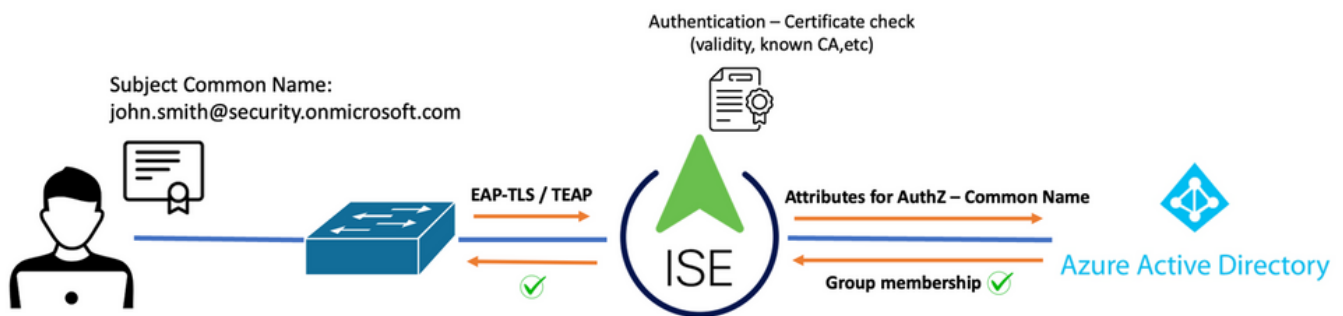 Authentication – Certificate check
(validity, known CA,etc)
Subject Common Name:
john.smith@security.onmicrosoft.com
EAP-TLS / TEAP
Attributes for AuthZ – Common Name
ISE
Azure Active Directory
Group membership